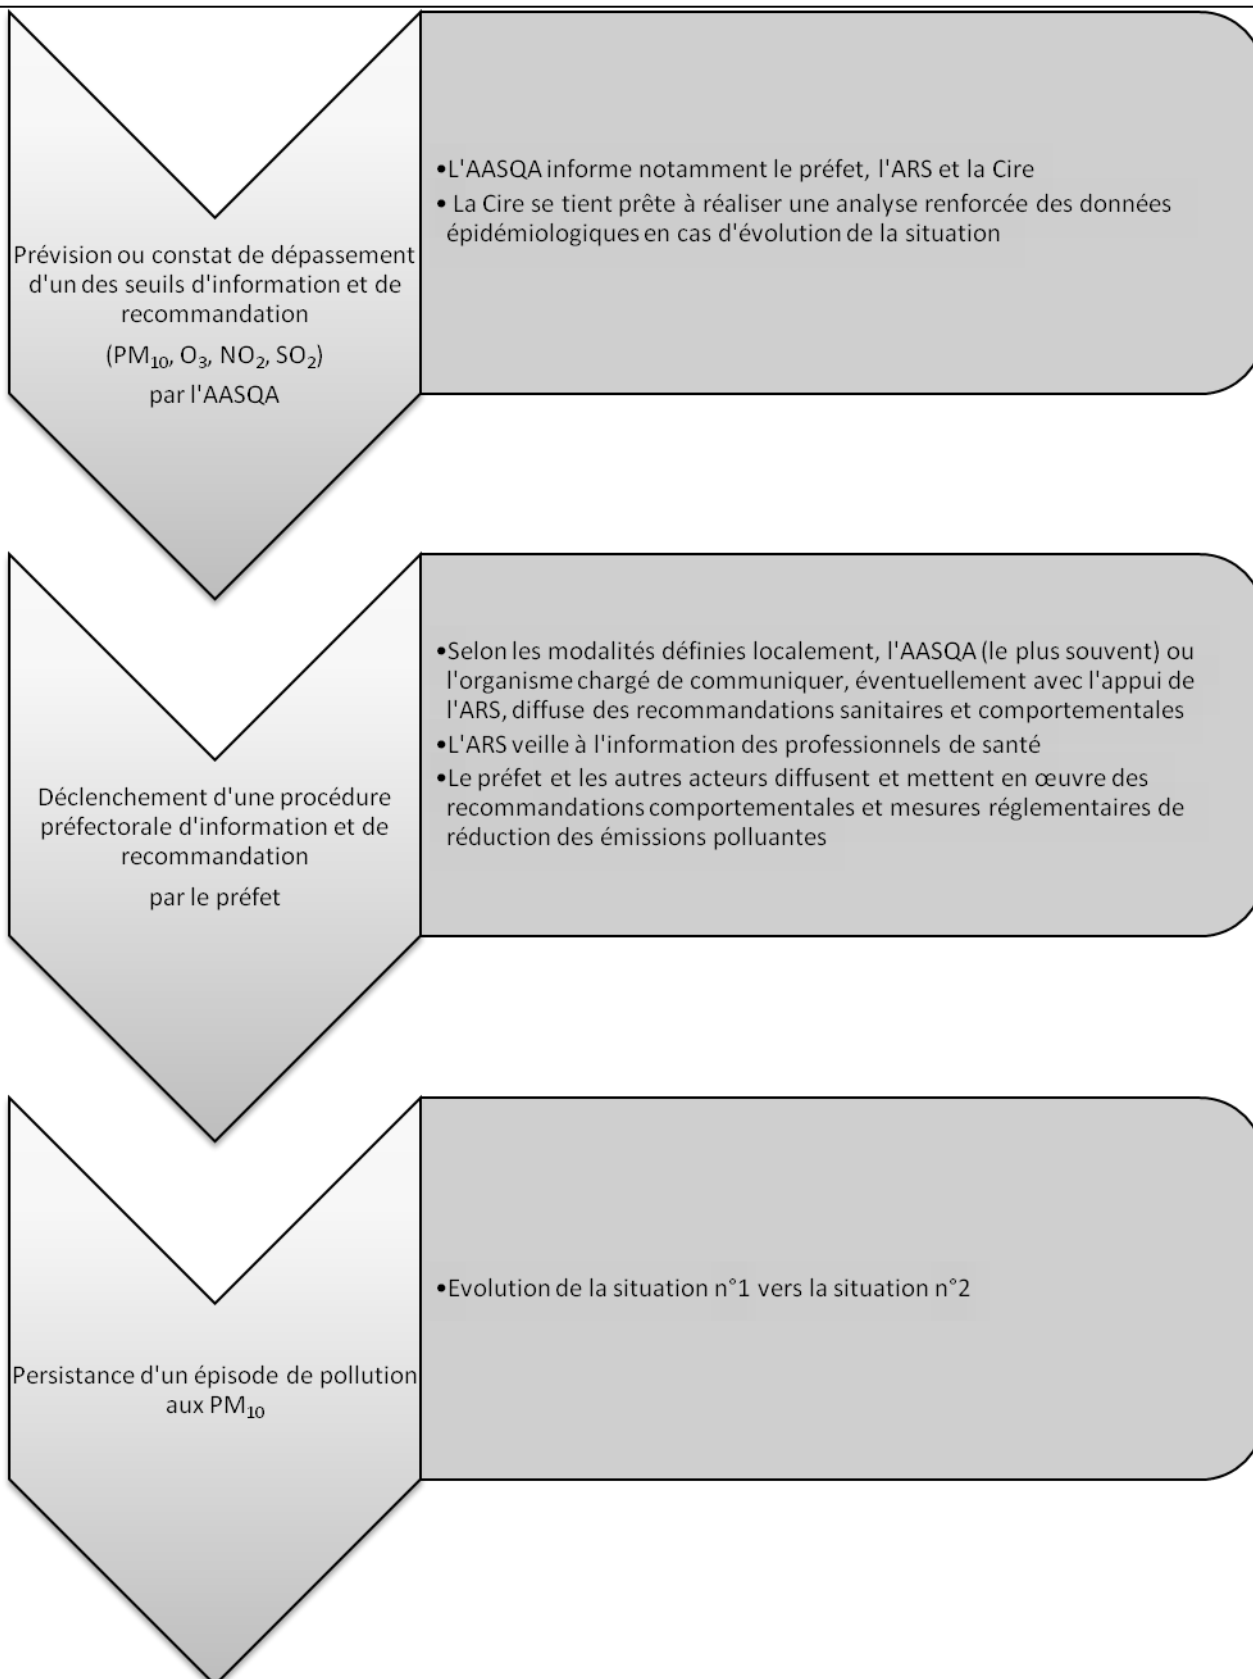 Prévision ou constat de dépassement
d'un des seuils d'information et de
recommandation
(PM₁₀, O₃, NO₂, SO₂)
par l'AASQA
•L'AASQA informe notamment le préfet, l'ARS et la Cire
• La Cire se tient prête à réaliser une analyse renforcée des données
épidémiologiques en cas d'évolution de la situation
Déclenchement d'une procédure
préfectorale d'information et de
recommandation
par le préfet
•Selon les modalités définies localement, l'AASQA (le plus souvent) ou
l'organisme chargé de communiquer, éventuellement avec l'appui de
l'ARS, diffuse des recommandations sanitaires et comportementales
•L'ARS veille à l'information des professionnels de santé
•Le préfet et les autres acteurs diffusent et mettent en œuvre des
recommandations comportementales et mesures réglementaires de
réduction des émissions polluantes
Persistance d'un épisode de pollution
aux PM₁₀
•Evolution de la situation n°1 vers la situation n°2